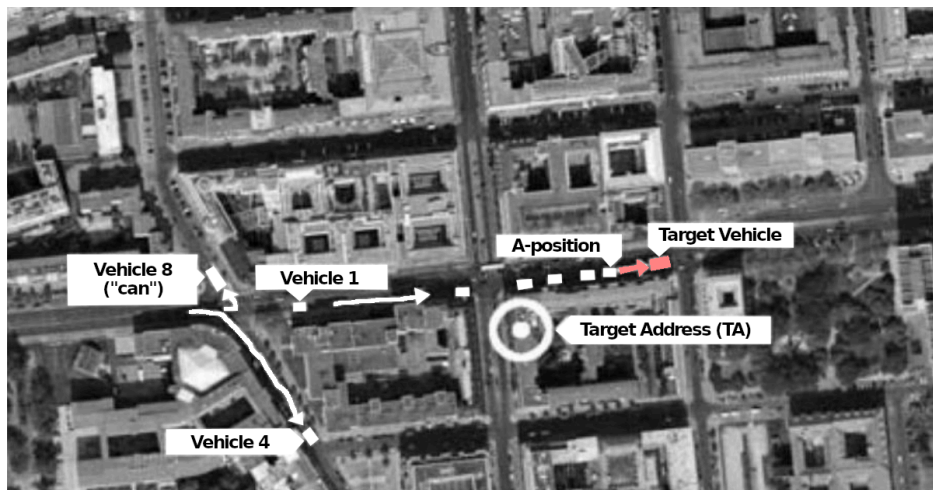 A-position
Target Vehicle
Vehicle 8
("can")
Vehicle 1
Target Address (TA)
Vehicle 4